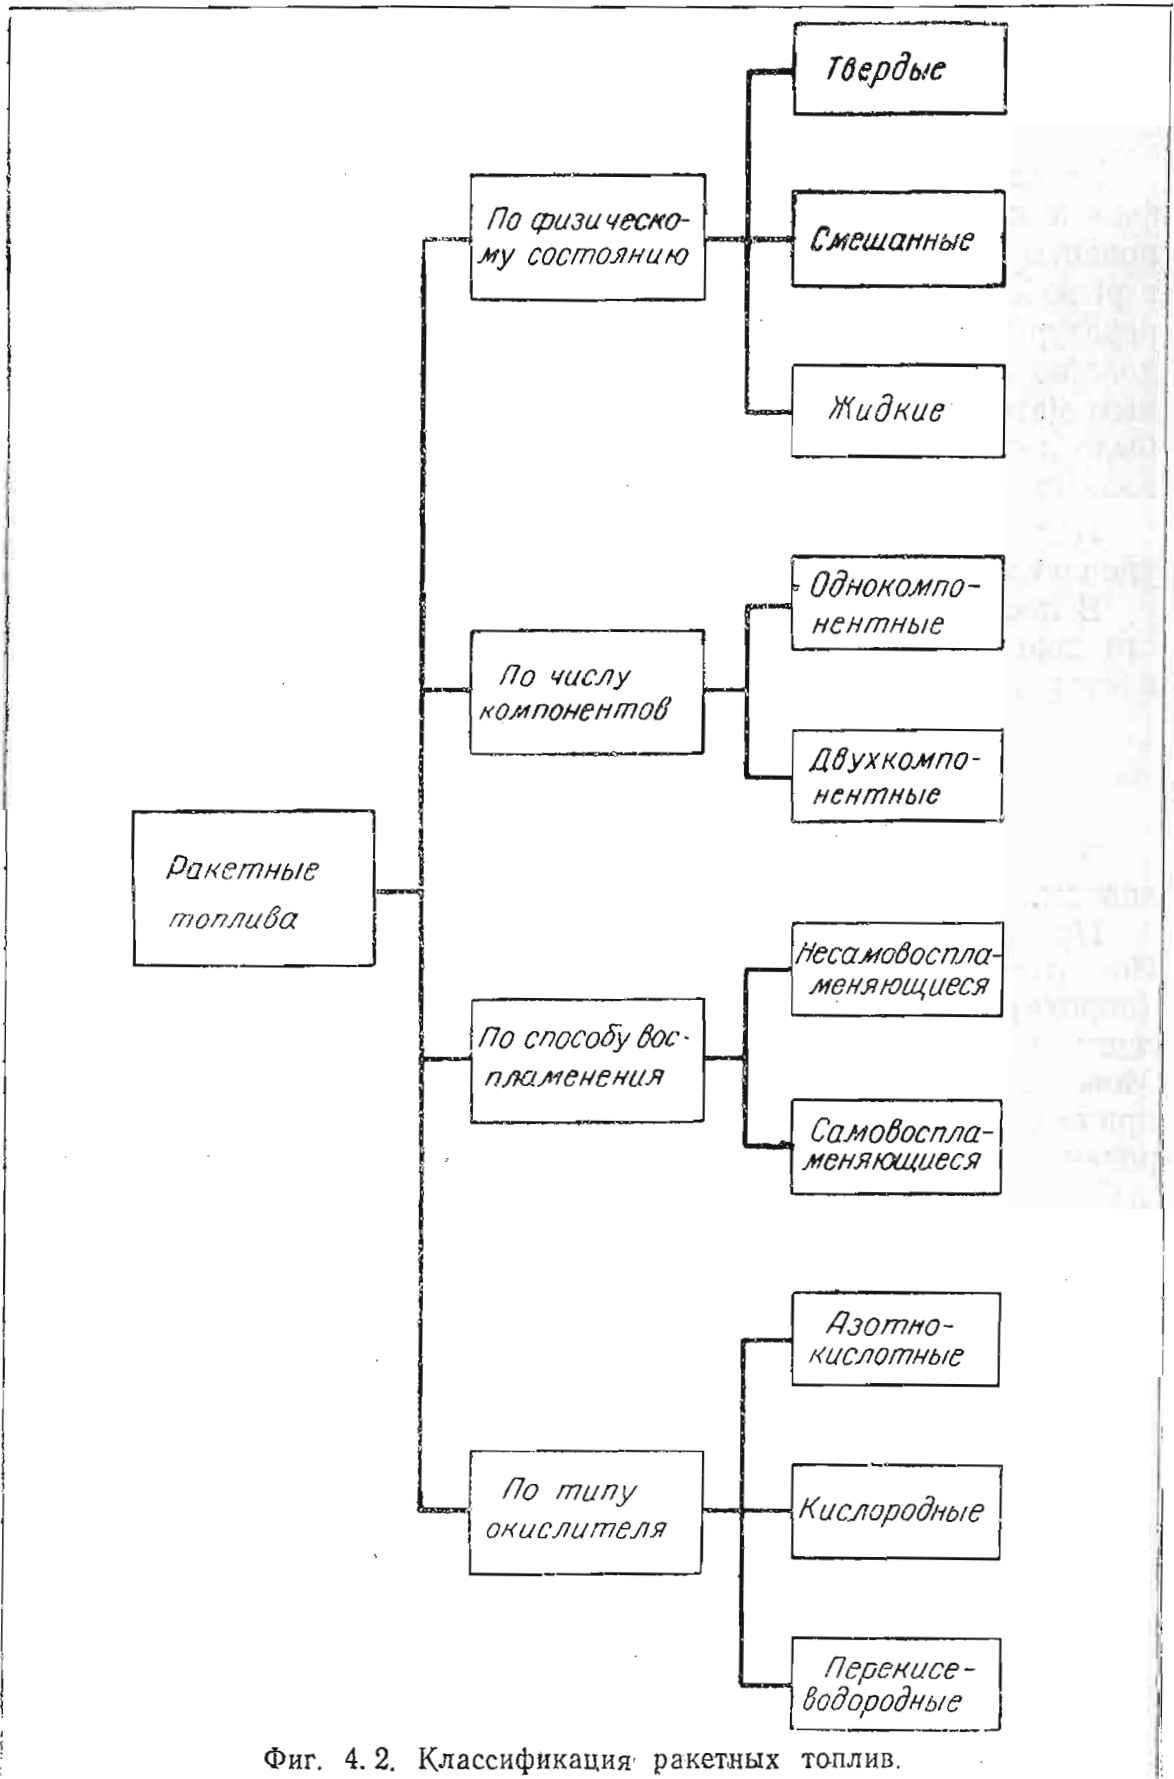 Твердые
По физическо-
му состоянию
Смешанные
Жидкие
Однокомпо-
нентные
По числу
компонентов
Двухкомпо-
нентные
Ракетные
топлива
Несамовоспла-
меняющиеся
По способу вос-
пламенения
Самовоспла-
меняющиеся
Азотно-
кислотные
По типу
окислителя
Кислородные
Перекисе-
водородные
Фиг. 4.2. Классификация ракетных топлив.